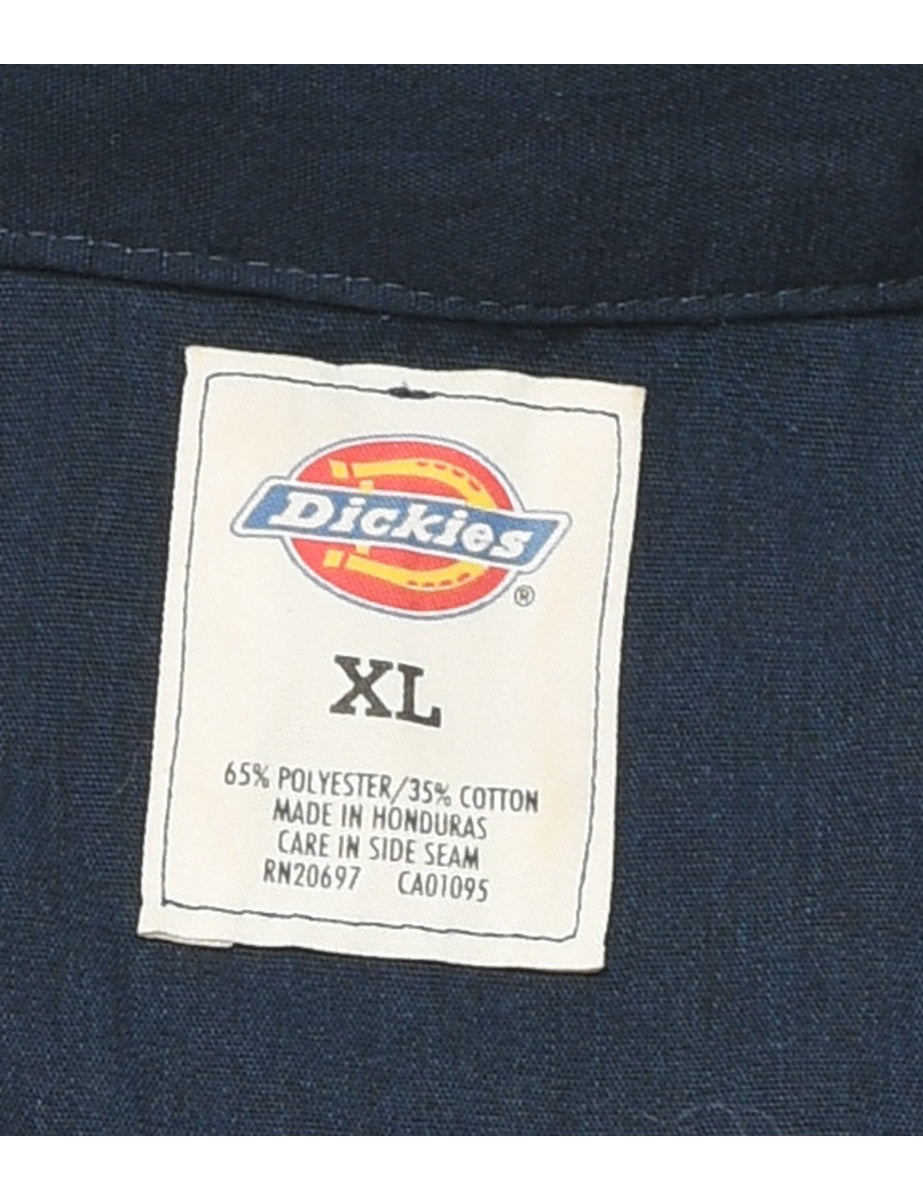 Dickies
®
XL
65% POLYESTER/35% COTTON
MADE IN HONDURAS
CARE IN SIDE SEAM
RN20697 CA01095